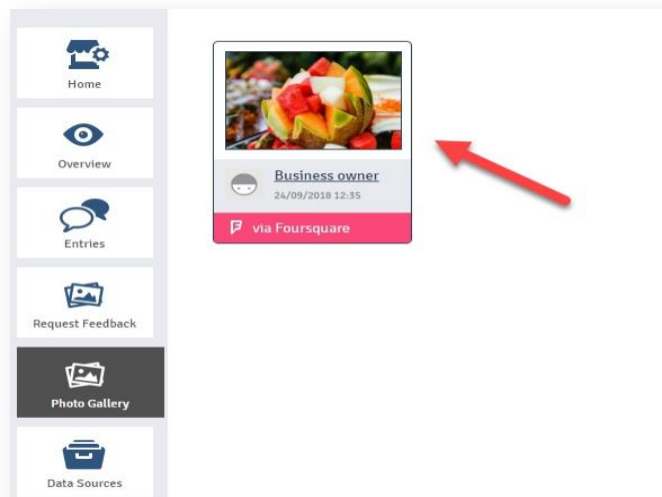 Home
Overview
Entries
Request Feedback
Photo Gallery
Data Sources
Business owner
24/09/2018 12:35
via Foursquare